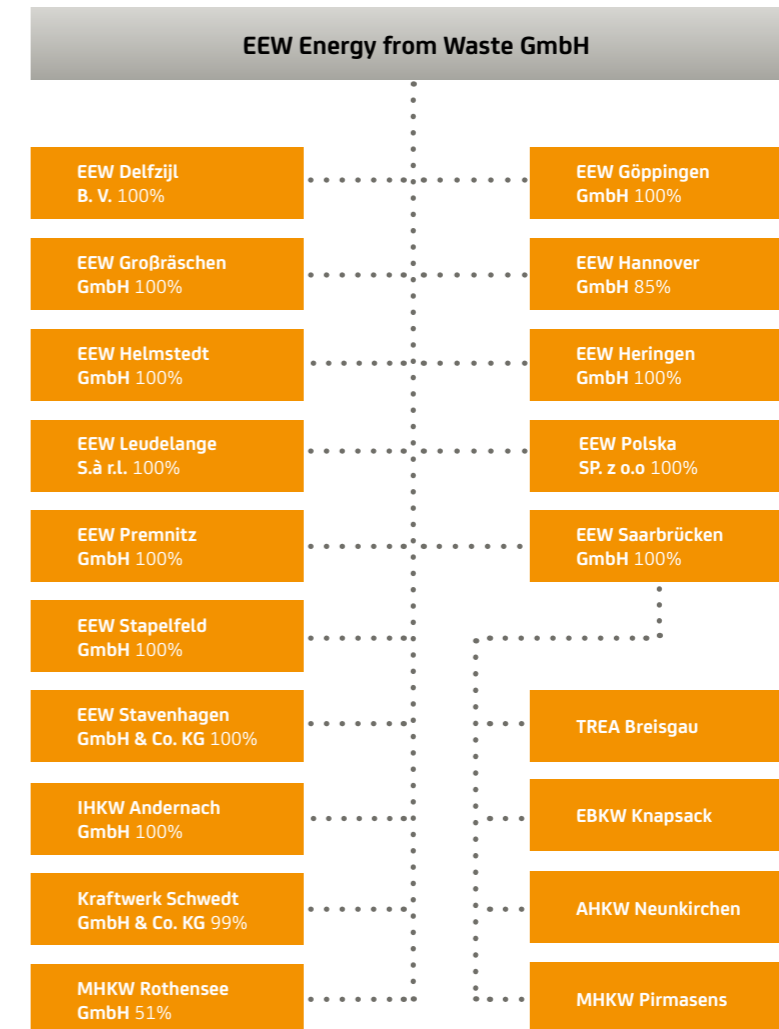 EEW Energy from Waste GmbH
EEW Delfzijl
B. V. 100%
EEW Göppingen
GmbH 100%
EEW Großräschen
GmbH 100%
EEW Hannover
GmbH 85%
EEW Helmstedt
GmbH 100%
EEW Heringen
GmbH 100%
EEW Leudelange
S.à r.l. 100%
EEW Polska
SP. z o.o 100%
EEW Premnitz
GmbH 100%
EEW Saarbrücken
GmbH 100%
EEW Stapelfeld
GmbH 100%
EEW Stavenhagen
GmbH & Co. KG 100%
TREA Breisgau
IHKW Andernach
GmbH 100%
EBKW Knapsack
Kraftwerk Schwedt
GmbH & Co. KG 99%
AHKW Neunkirchen
MHKW Rothensee
GmbH 51%
MHKW Pirmasens